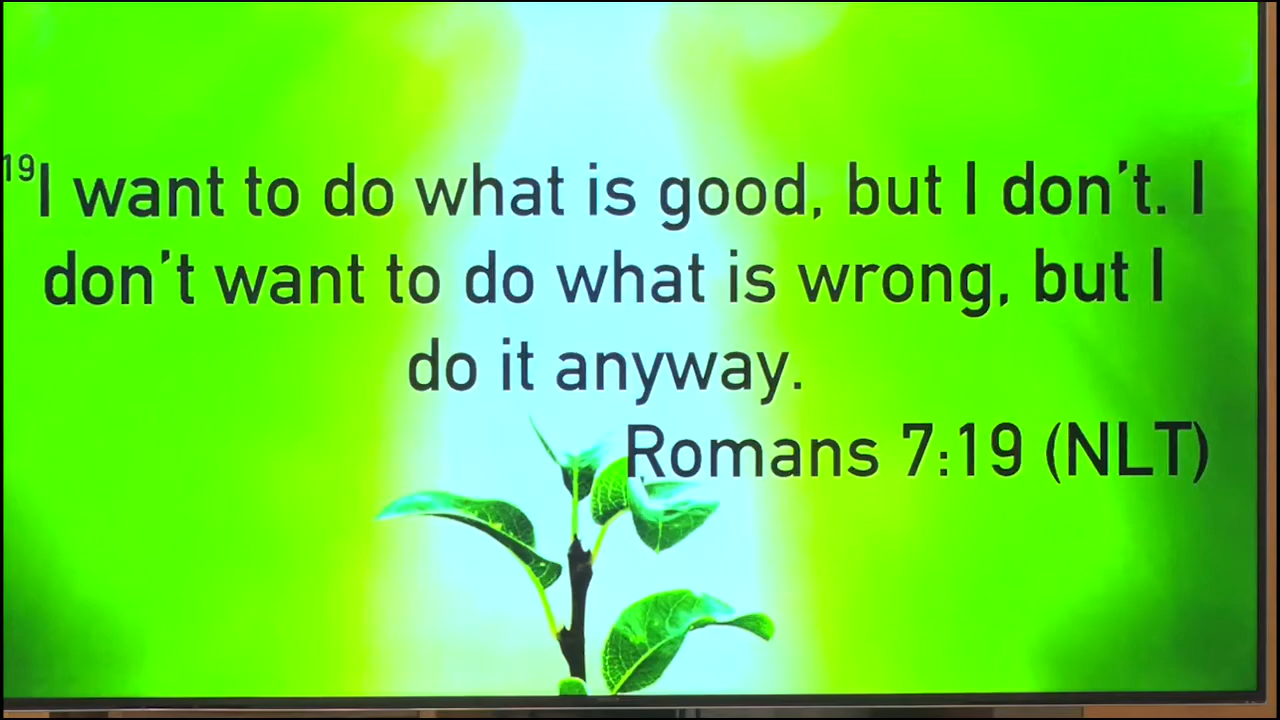 19I want to do what is good, but I don't. I
don't want to do what is wrong, but I
do it anyway.
Romans 7:19 (NLT)